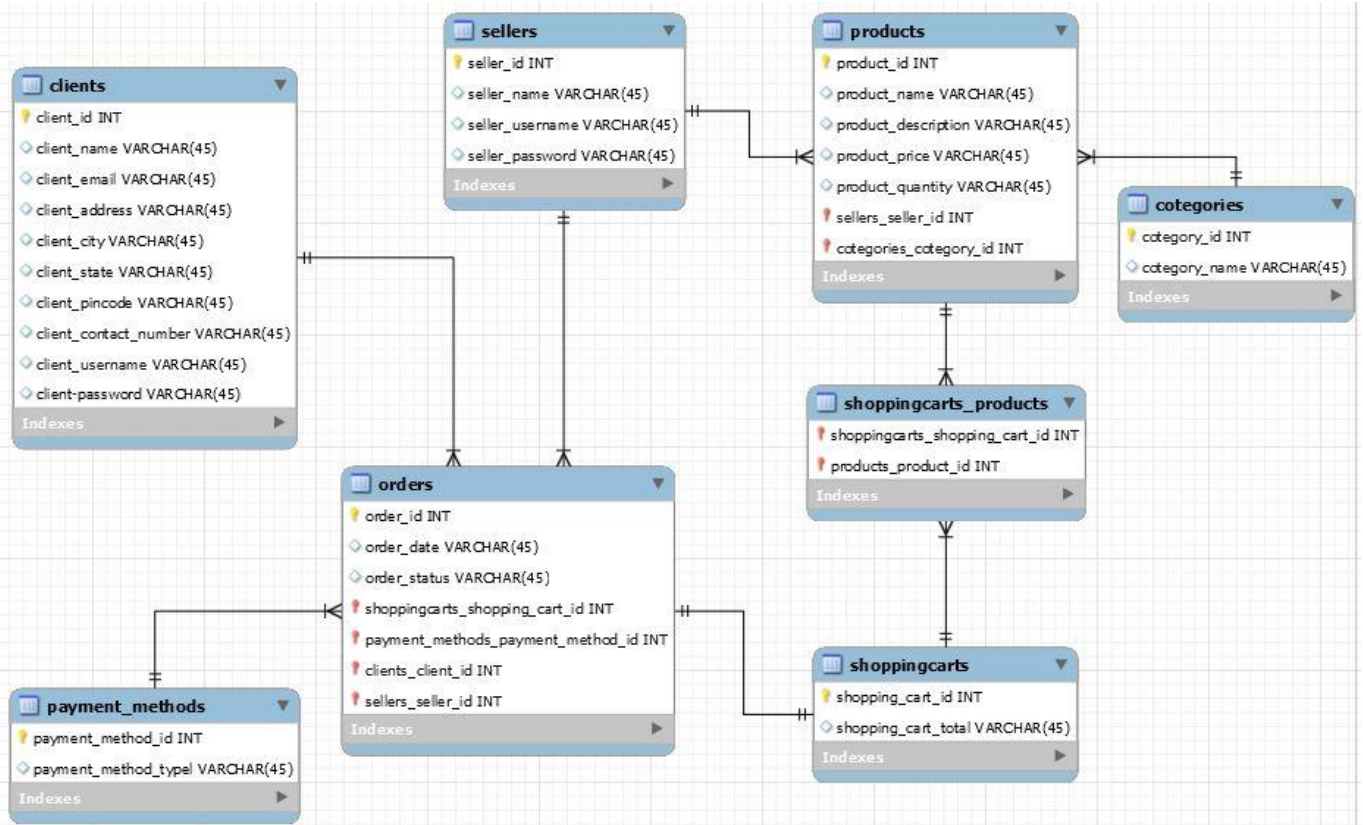 clients
client_id INT
client_name VARCHAR(45)
client_email VARCHAR(45)
client_address VARCHAR(45)
client_city VARCHAR(45)
client_state VARCHAR(45)
client_pincode VARCHAR(45)
client_contact_number VARCHAR(45)
client_username VARCHAR(45)
client-password VARCHAR(45)
Indexes
sellers
seller_id INT
seller_name VARCHAR(45)
seller_username VARCHAR(45)
seller_password VARCHAR(45)
Indexes
products
product_id INT
product_name VARCHAR(45)
product_description VARCHAR(45)
product_price VARCHAR(45)
product_quantity VARCHAR(45)
sellers_seller_id INT
cotegories_cotegory_id INT
Indexes
cotegories
cotegory_id INT
cotegory_name VARCHAR(45)
Indexes
shoppingcarts_products
shoppingcarts_shopping_cart_id INT
products_product_id INT
Indexes
orders
order_id INT
order_date VARCHAR(45)
order_status VARCHAR(45)
shoppingcarts_shopping_cart_id INT
payment_methods_payment_method_id INT
clients_client_id INT
sellers_seller_id INT
Indexes
shoppingcarts
shopping_cart_id INT
shopping_cart_total VARCHAR(45)
Indexes
payment_methods
payment_method_id INT
payment_method_typel VARCHAR(45)
Indexes